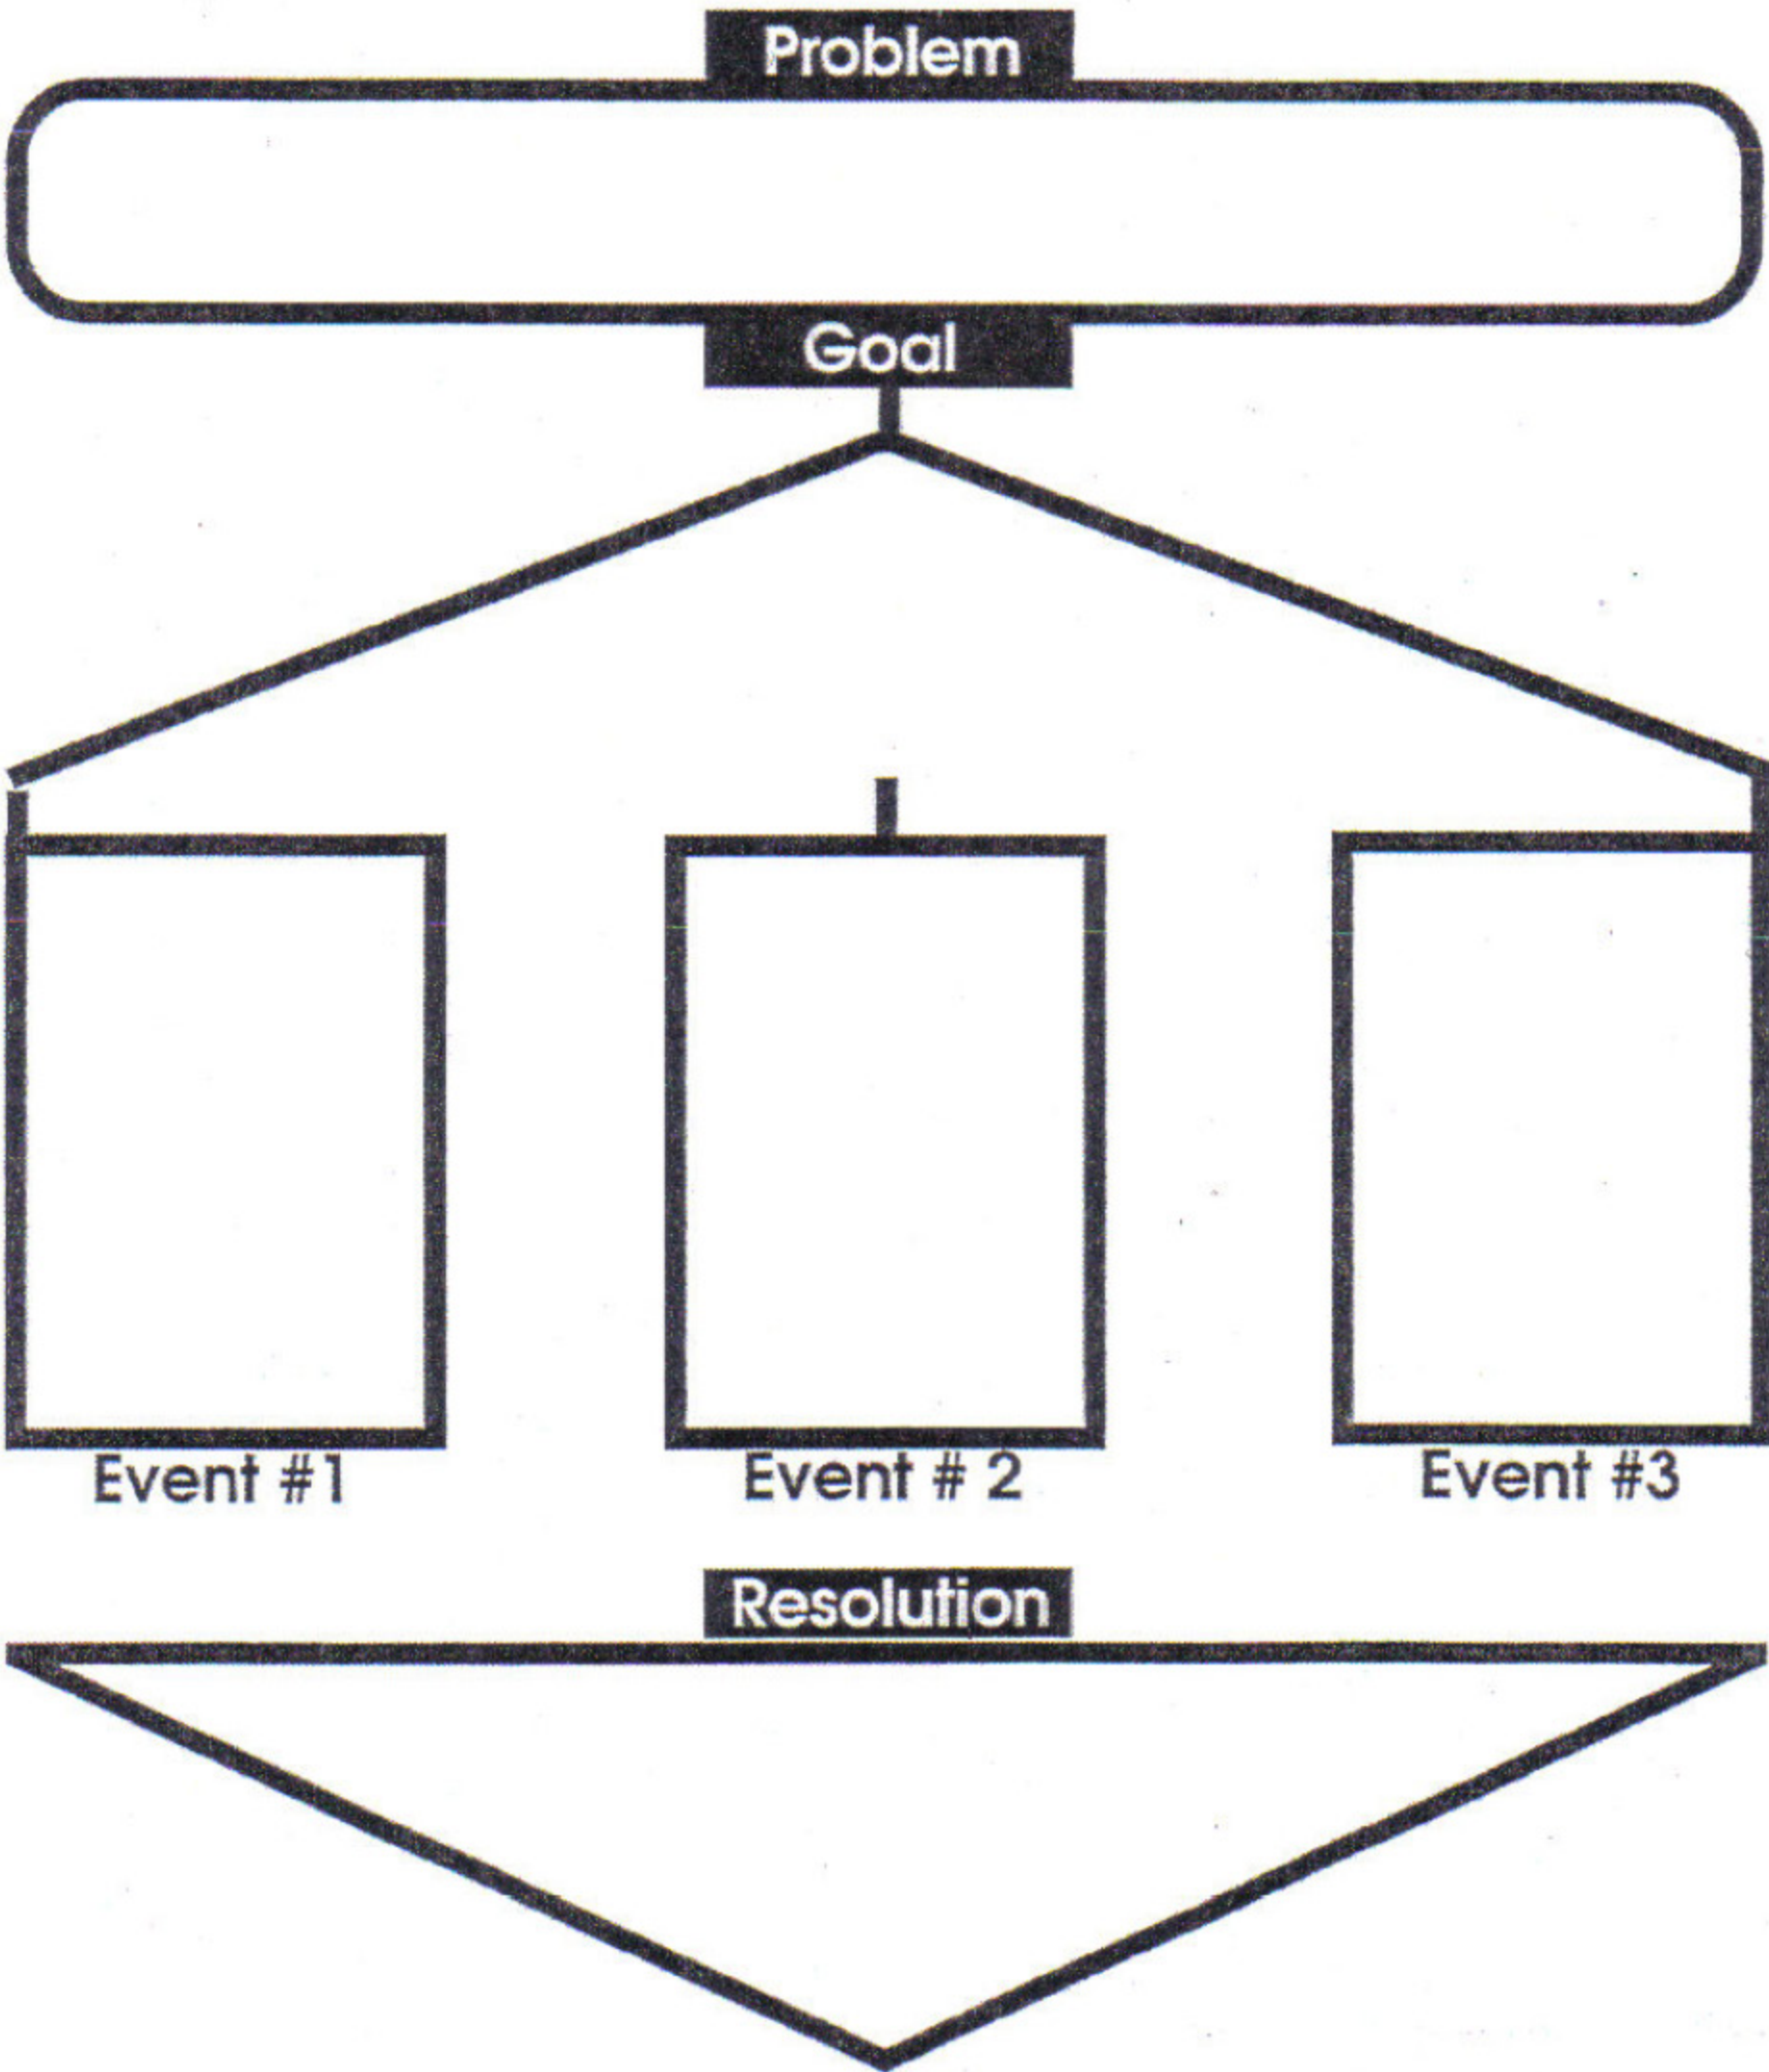 Problem
Goal
Event #1
Event # 2
Event #3
Resolution